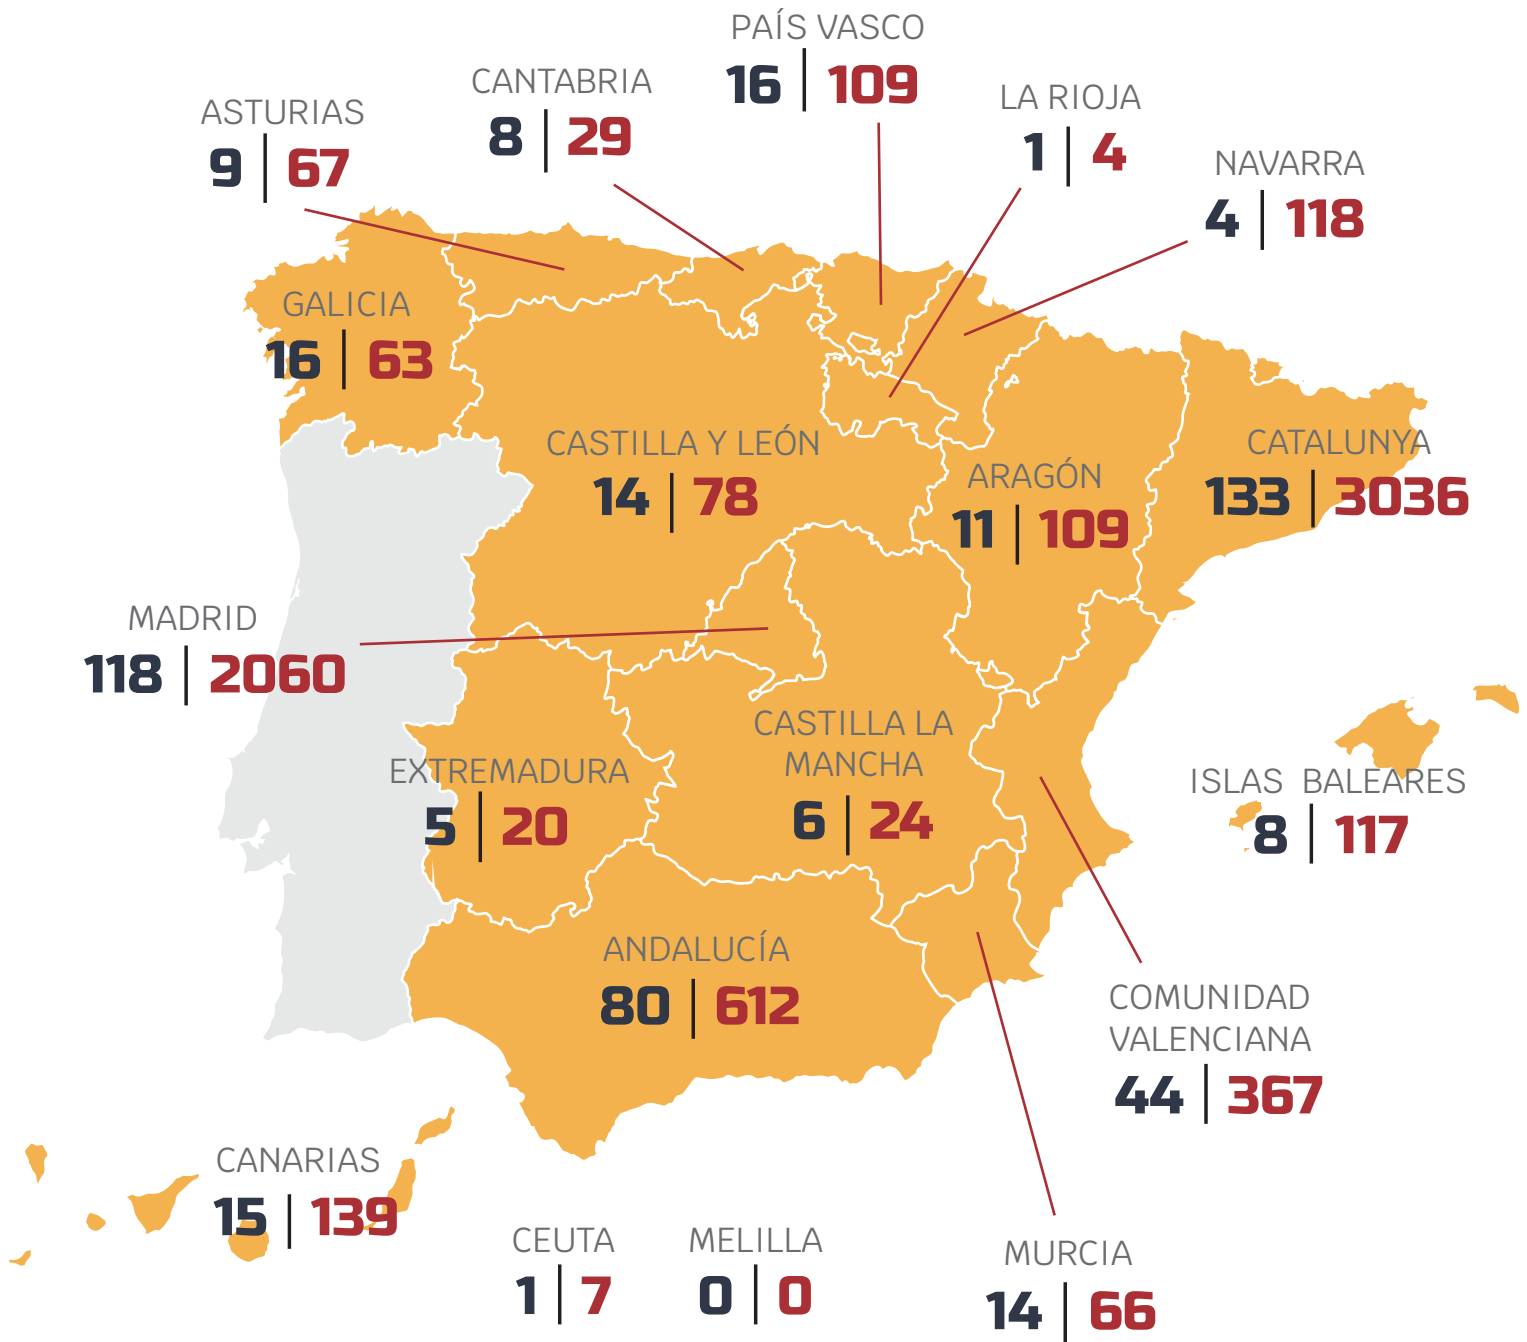 PAÍS VASCO
16 | 109
CANTABRIA
8 | 29
LA RIOJA
1 | 4
ASTURIAS
9 | 67
NAVARRA
4 | 118
GALICIA
16 | 63
CASTILLA Y LEÓN
14 | 78
ARAGÓN
11 | 109
CATALUNYA
133 | 3036
MADRID
118 | 2060
CASTILLA LA
MANCHA
6 | 24
EXTREMADURA
5 | 20
ISLAS BALEARES
8 | 117
ANDALUCÍA
80 | 612
COMUNIDAD
VALENCIANA
44 | 367
CANARIAS
15 | 139
CEUTA
1 | 7
MELILLA
0 | 0
MURCIA
14 | 66